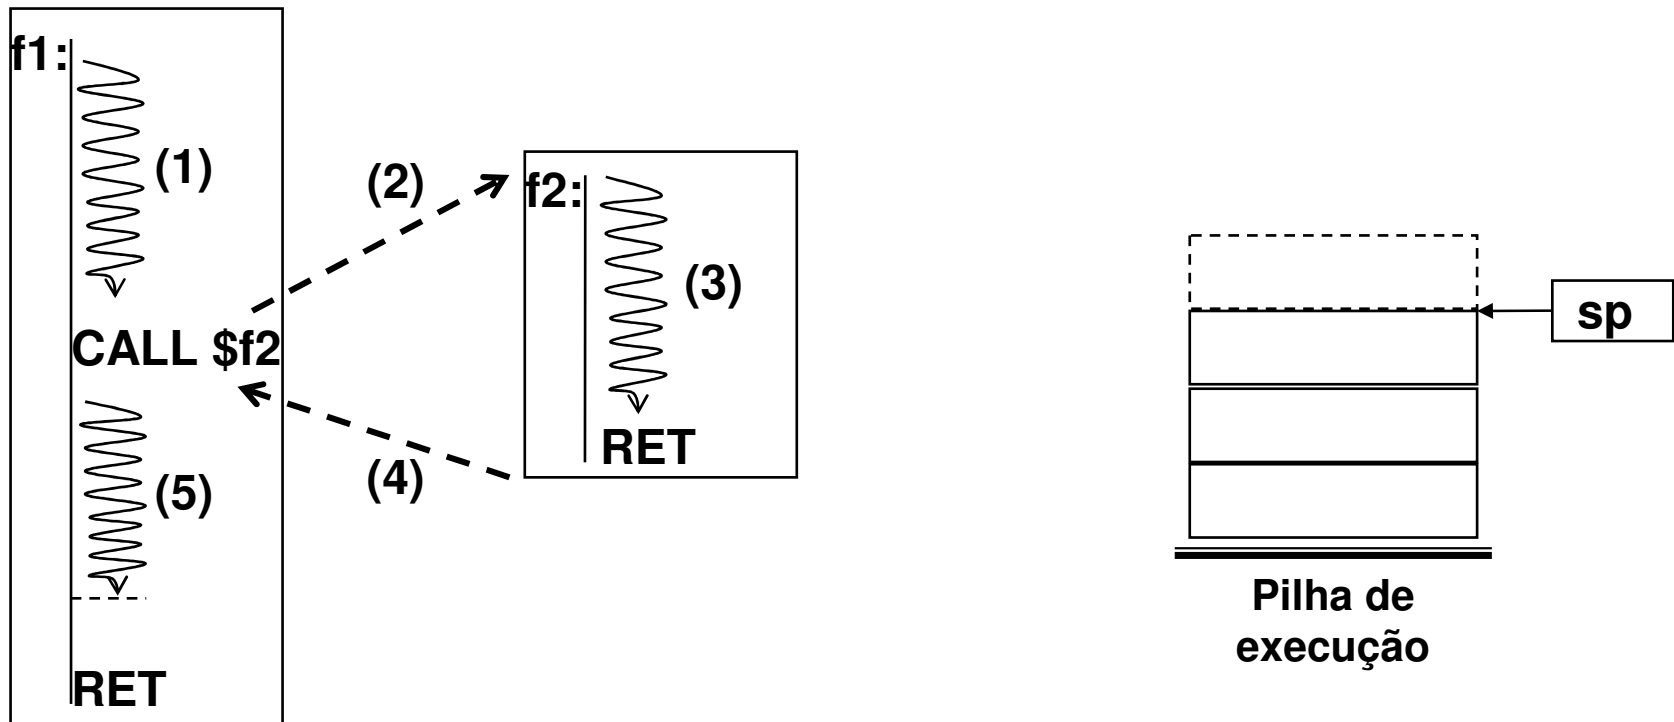 f1:
(1)
CALL $f2
(5)
RET
(2)
(4)
f2:
(3)
RET
sp
Pilha de
execução